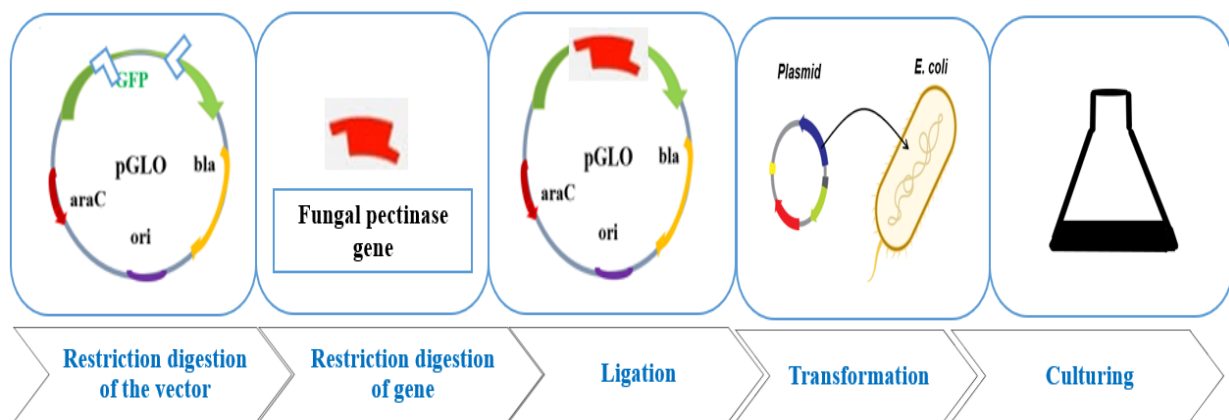 GFP
pGLO
bla
araC
ori
Fungal pectinase
gene
pGLO
bla
araC
ori
Plasmid
E. coli
Restriction digestion
of the vector
Restriction digestion
of gene
Ligation
Transformation
Culturing